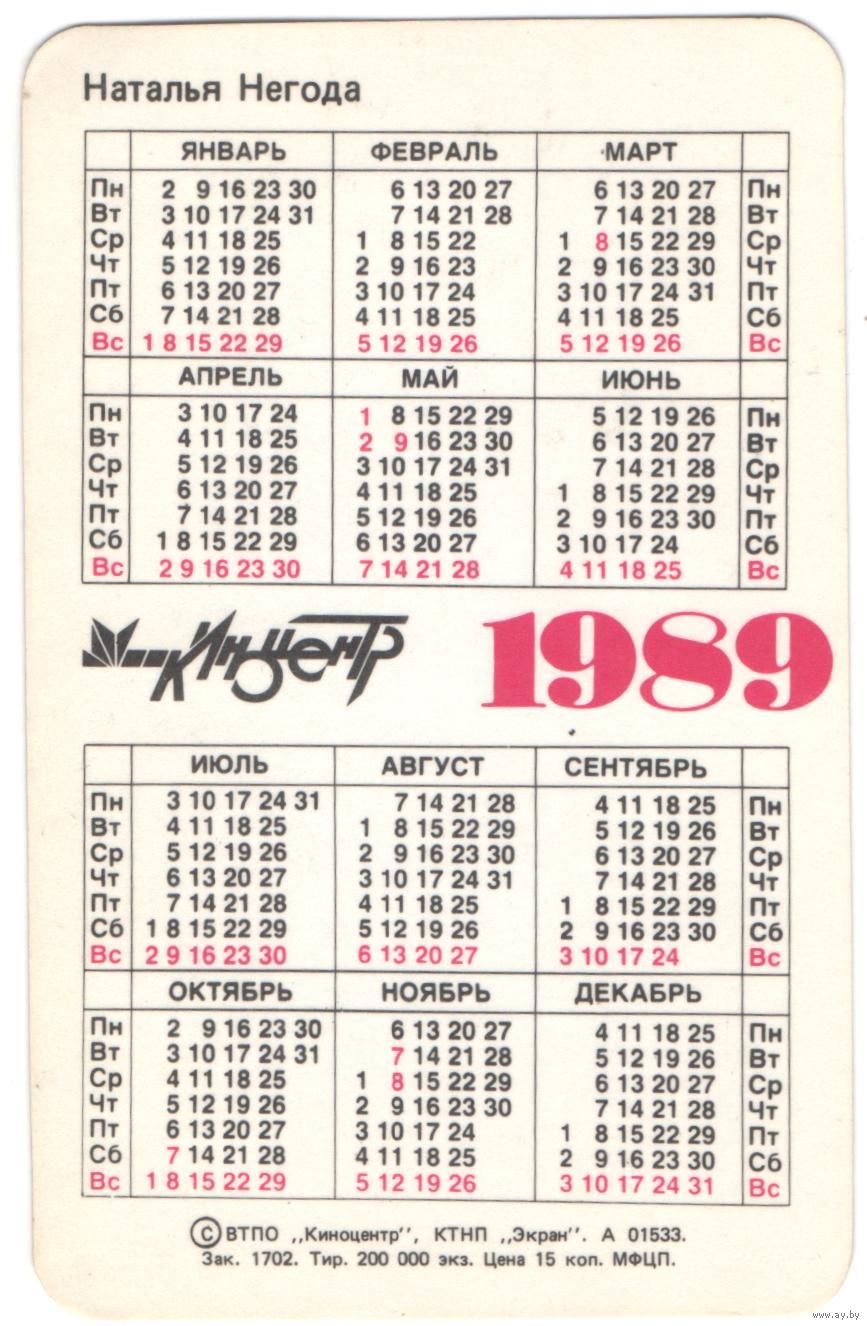 Наталья Негода
ЯНВАРЬ ФЕВРАЛЬ МАРТ
Пн 2 9 16 23 30 6 13 20 27 6 13 20 27 Пн
Вт 3 10 17 24 31 7 14 21 28 7 14 21 28 Вт
Ср 4 11 18 25 1 8 15 22 1 8 15 22 29 Ср
Чт 5 12 19 26 2 9 16 23 2 9 16 23 30 Чт
Пт 6 13 20 27 3 10 17 24 3 10 17 24 31 Пт
Сб 7 14 21 28 4 11 18 25 4 11 18 25 Сб
Вс 1 8 15 22 29 5 12 19 26 5 12 19 26 Вс
АПРЕЛЬ МАЙ ИЮНЬ
Пн 3 10 17 24 1 8 15 22 29 5 12 19 26 Пн
Вт 4 11 18 25 2 9 16 23 30 6 13 20 27 Вт
Ср 5 12 19 26 3 10 17 24 31 7 14 21 28 Ср
Чт 6 13 20 27 4 11 18 25 1 8 15 22 29 Чт
Пт 7 14 21 28 5 12 19 26 2 9 16 23 30 Пт
Сб 1 8 15 22 29 6 13 20 27 3 10 17 24 Сб
Вс 2 9 16 23 30 7 14 21 28 4 11 18 25 Вс
Киноцентр 1989
ИЮЛЬ АВГУСТ СЕНТЯБРЬ
Пн 3 10 17 24 31 7 14 21 28 4 11 18 25 Пн
Вт 4 11 18 25 1 8 15 22 29 5 12 19 26 Вт
Ср 5 12 19 26 2 9 16 23 30 6 13 20 27 Ср
Чт 6 13 20 27 3 10 17 24 31 7 14 21 28 Чт
Пт 7 14 21 28 4 11 18 25 1 8 15 22 29 Пт
Сб 1 8 15 22 29 5 12 19 26 2 9 16 23 30 Сб
Вс 2 9 16 23 30 6 13 20 27 3 10 17 24 Вс
ОКТЯБРЬ НОЯБРЬ ДЕКАБРЬ
Пн 2 9 16 23 30 6 13 20 27 4 11 18 25 Пн
Вт 3 10 17 24 31 7 14 21 28 5 12 19 26 Вт
Ср 4 11 18 25 1 8 15 22 29 6 13 20 27 Ср
Чт 5 12 19 26 2 9 16 23 30 7 14 21 28 Чт
Пт 6 13 20 27 3 10 17 24 1 8 15 22 29 Пт
Сб 7 14 21 28 4 11 18 25 2 9 16 23 30 Сб
Вс 1 8 15 22 29 5 12 19 26 3 10 17 24 31 Вс
© ВТПО „Киноцентр", КТНП „Экран". А 01533.
Зак. 1702. Тир. 200 000 экз. Цена 15 коп. МФЦП.
www.ay.by